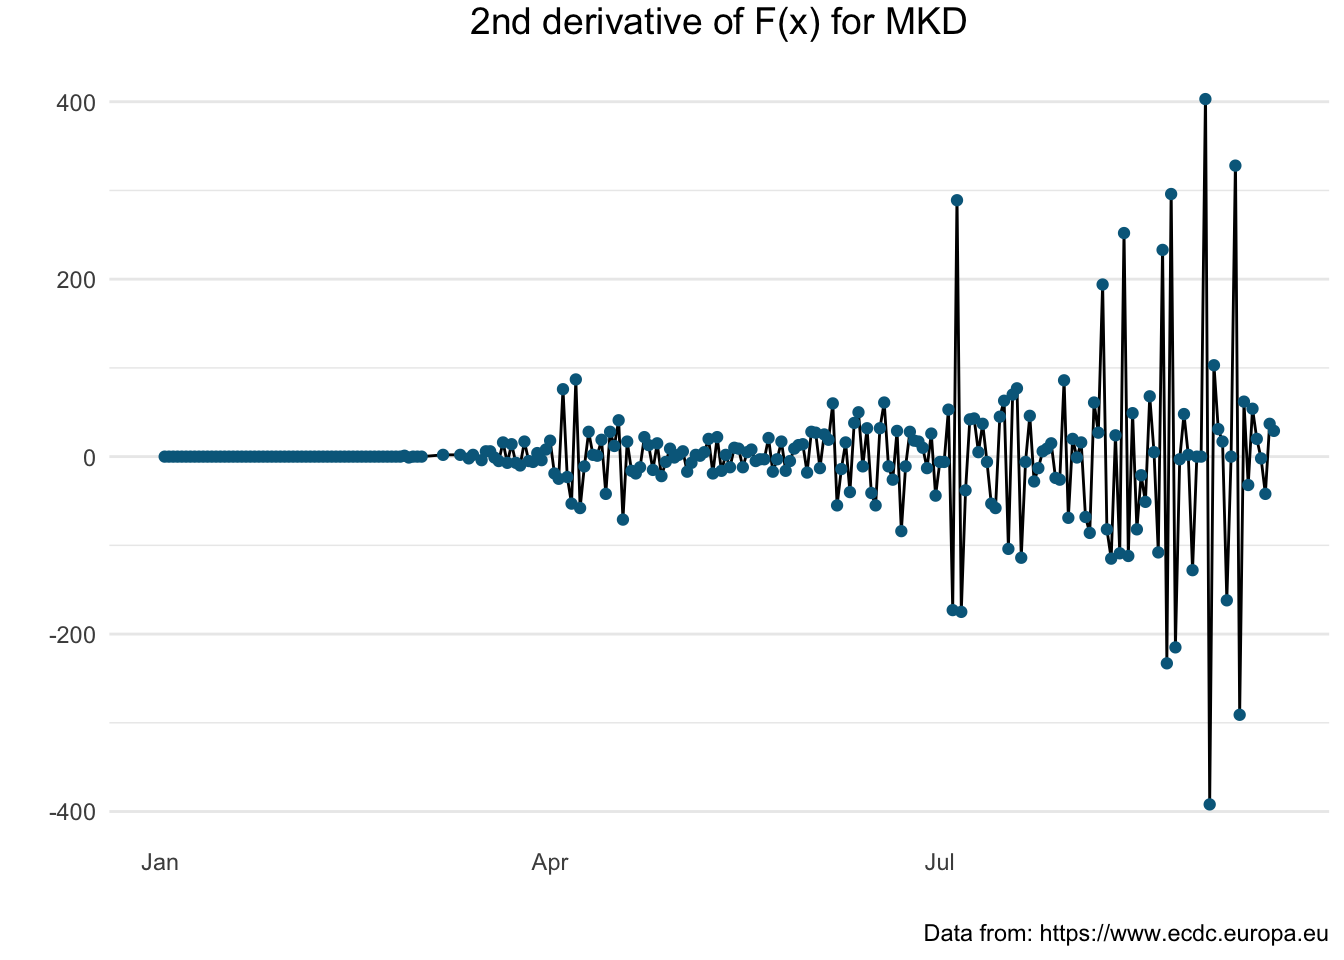 2nd derivative of F(x) for MKD
400
200
0
-200
-400
Jan Apr Jul
Data from: https://www.ecdc.europa.eu